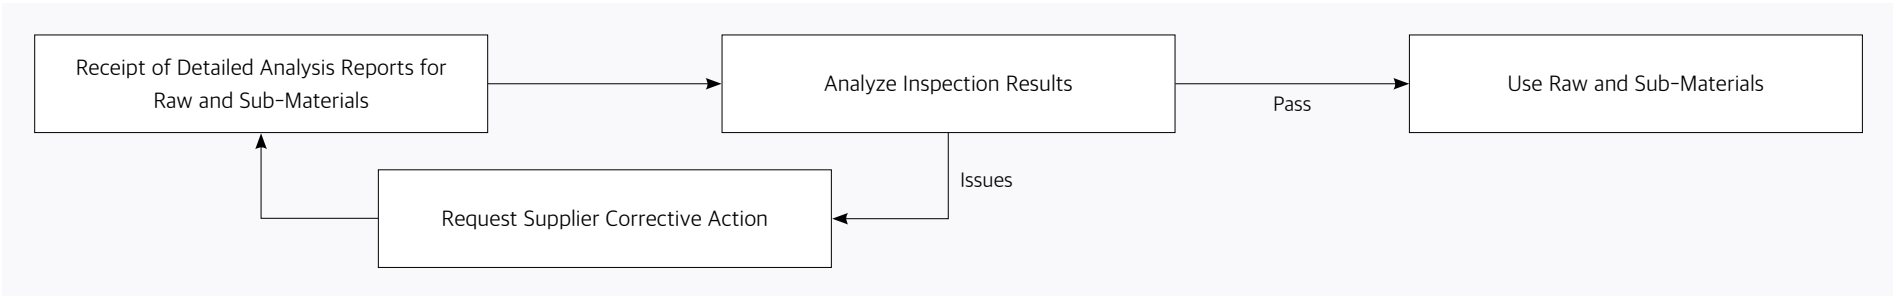 Receipt of Detailed Analysis Reports for
Raw and Sub-Materials
Analyze Inspection Results
Pass
Use Raw and Sub-Materials
Issues
Request Supplier Corrective Action